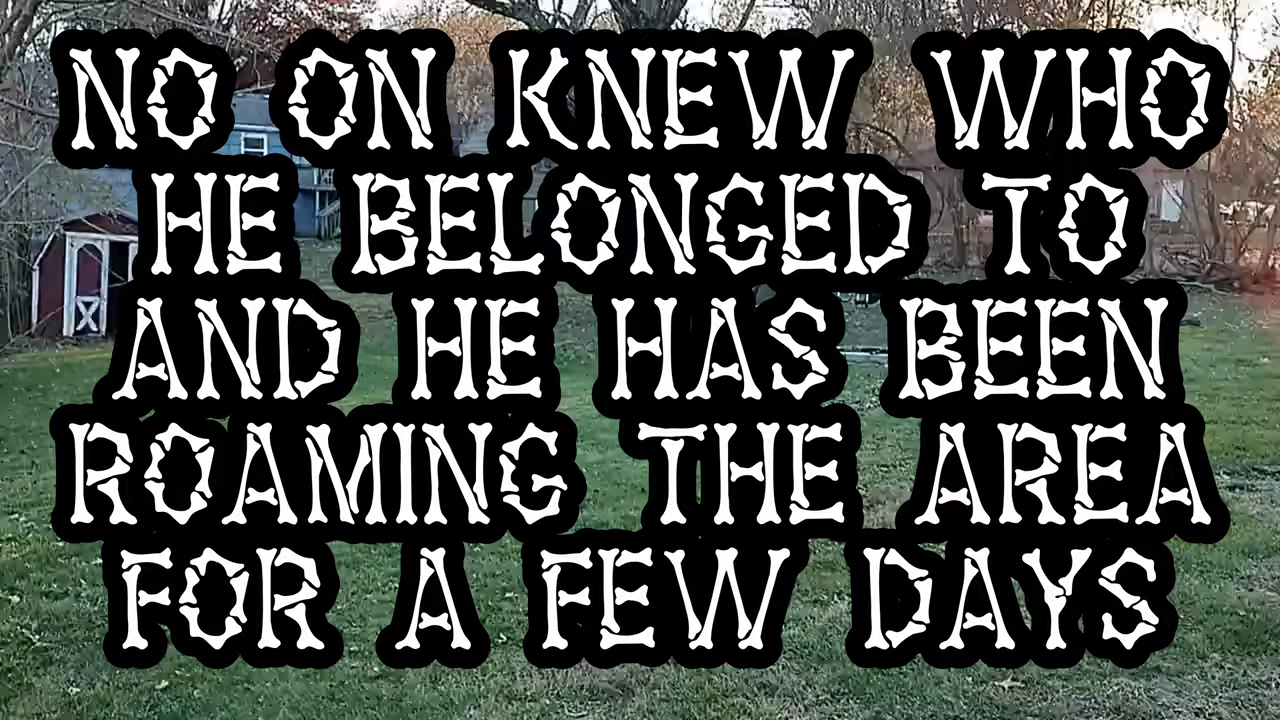 NO ON KNEW WHO
HE BELONGED TO
AND HE HAS BEEN
ROAMING THE AREA
FOR A FEW DAYS